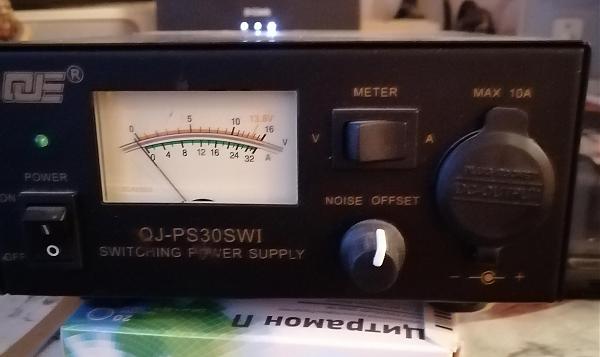 QJE®
METER
MAX 10A
0 5 10 13.8V 16 V
0 4 8 12 16 24 32 A
V A
POWER
ON
OFF
I
O
NOISE OFFSET
QJ-PS30SWI
SWITCHING POWER SUPPLY
- +
Цитрамон П
20